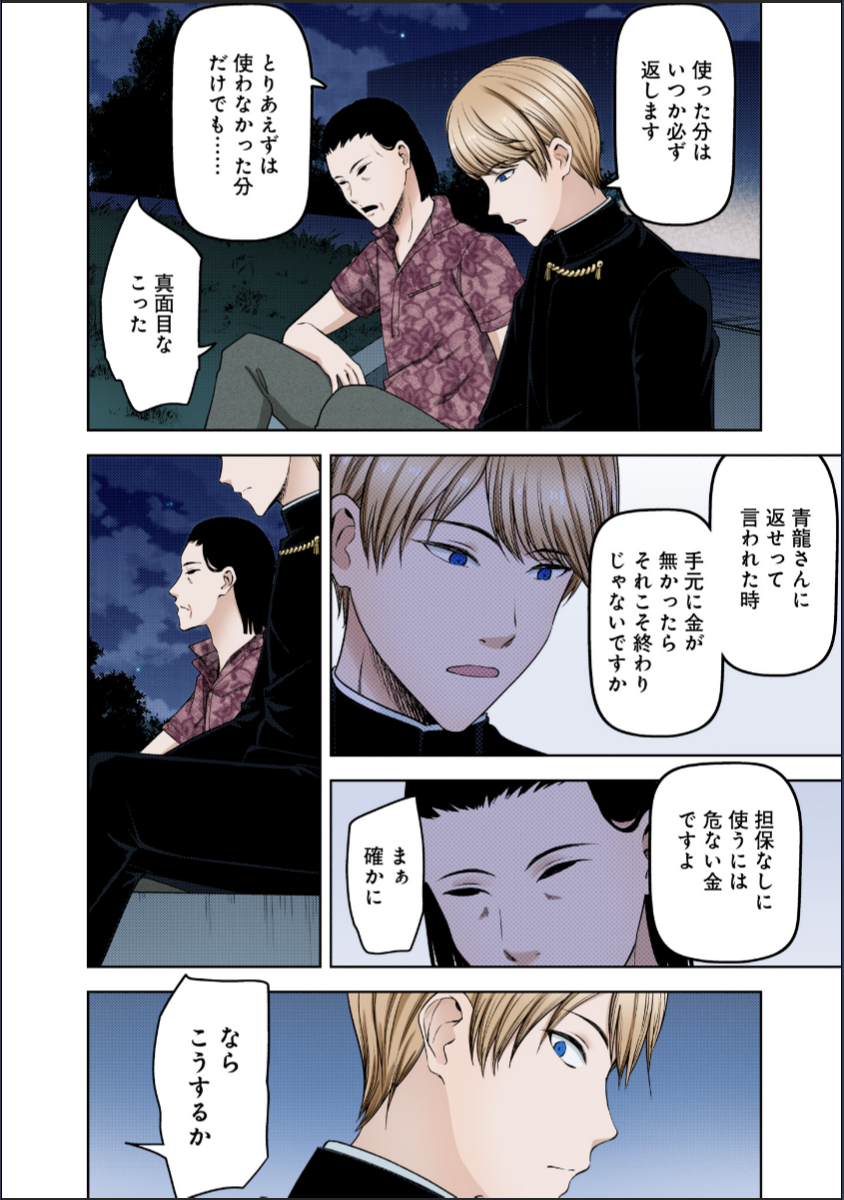 使った分は
いつか必ず
返します
とりあえずは
使わなかった分
だけでも……
真面目な
こった
青龍さんに
返せって
言われた時
手元に金が
無かったら
それこそ終わり
じゃないですか
担保なしに
使うには
危ない金
ですよ
まぁ
確かに
なら
こうするか